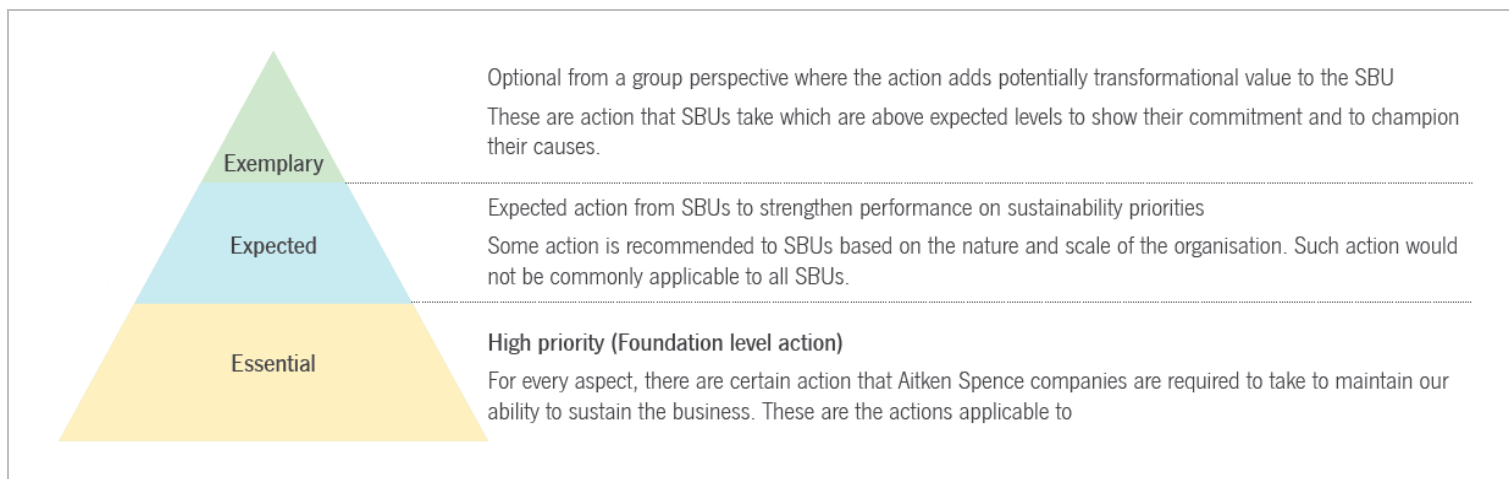 Optional from a group perspective where the action adds potentially transformational value to the SBU
These are action that SBUs take which are above expected levels to show their commitment and to champion
their causes.
Exemplary
Expected action from SBUs to strengthen performance on sustainability priorities
Expected
Some action is recommended to SBUs based on the nature and scale of the organisation. Such action would
not be commonly applicable to all SBUs.
High priority (Foundation level action)
Essential
For every aspect, there are certain action that Aitken Spence companies are required to take to maintain our
ability to sustain the business. These are the actions applicable to